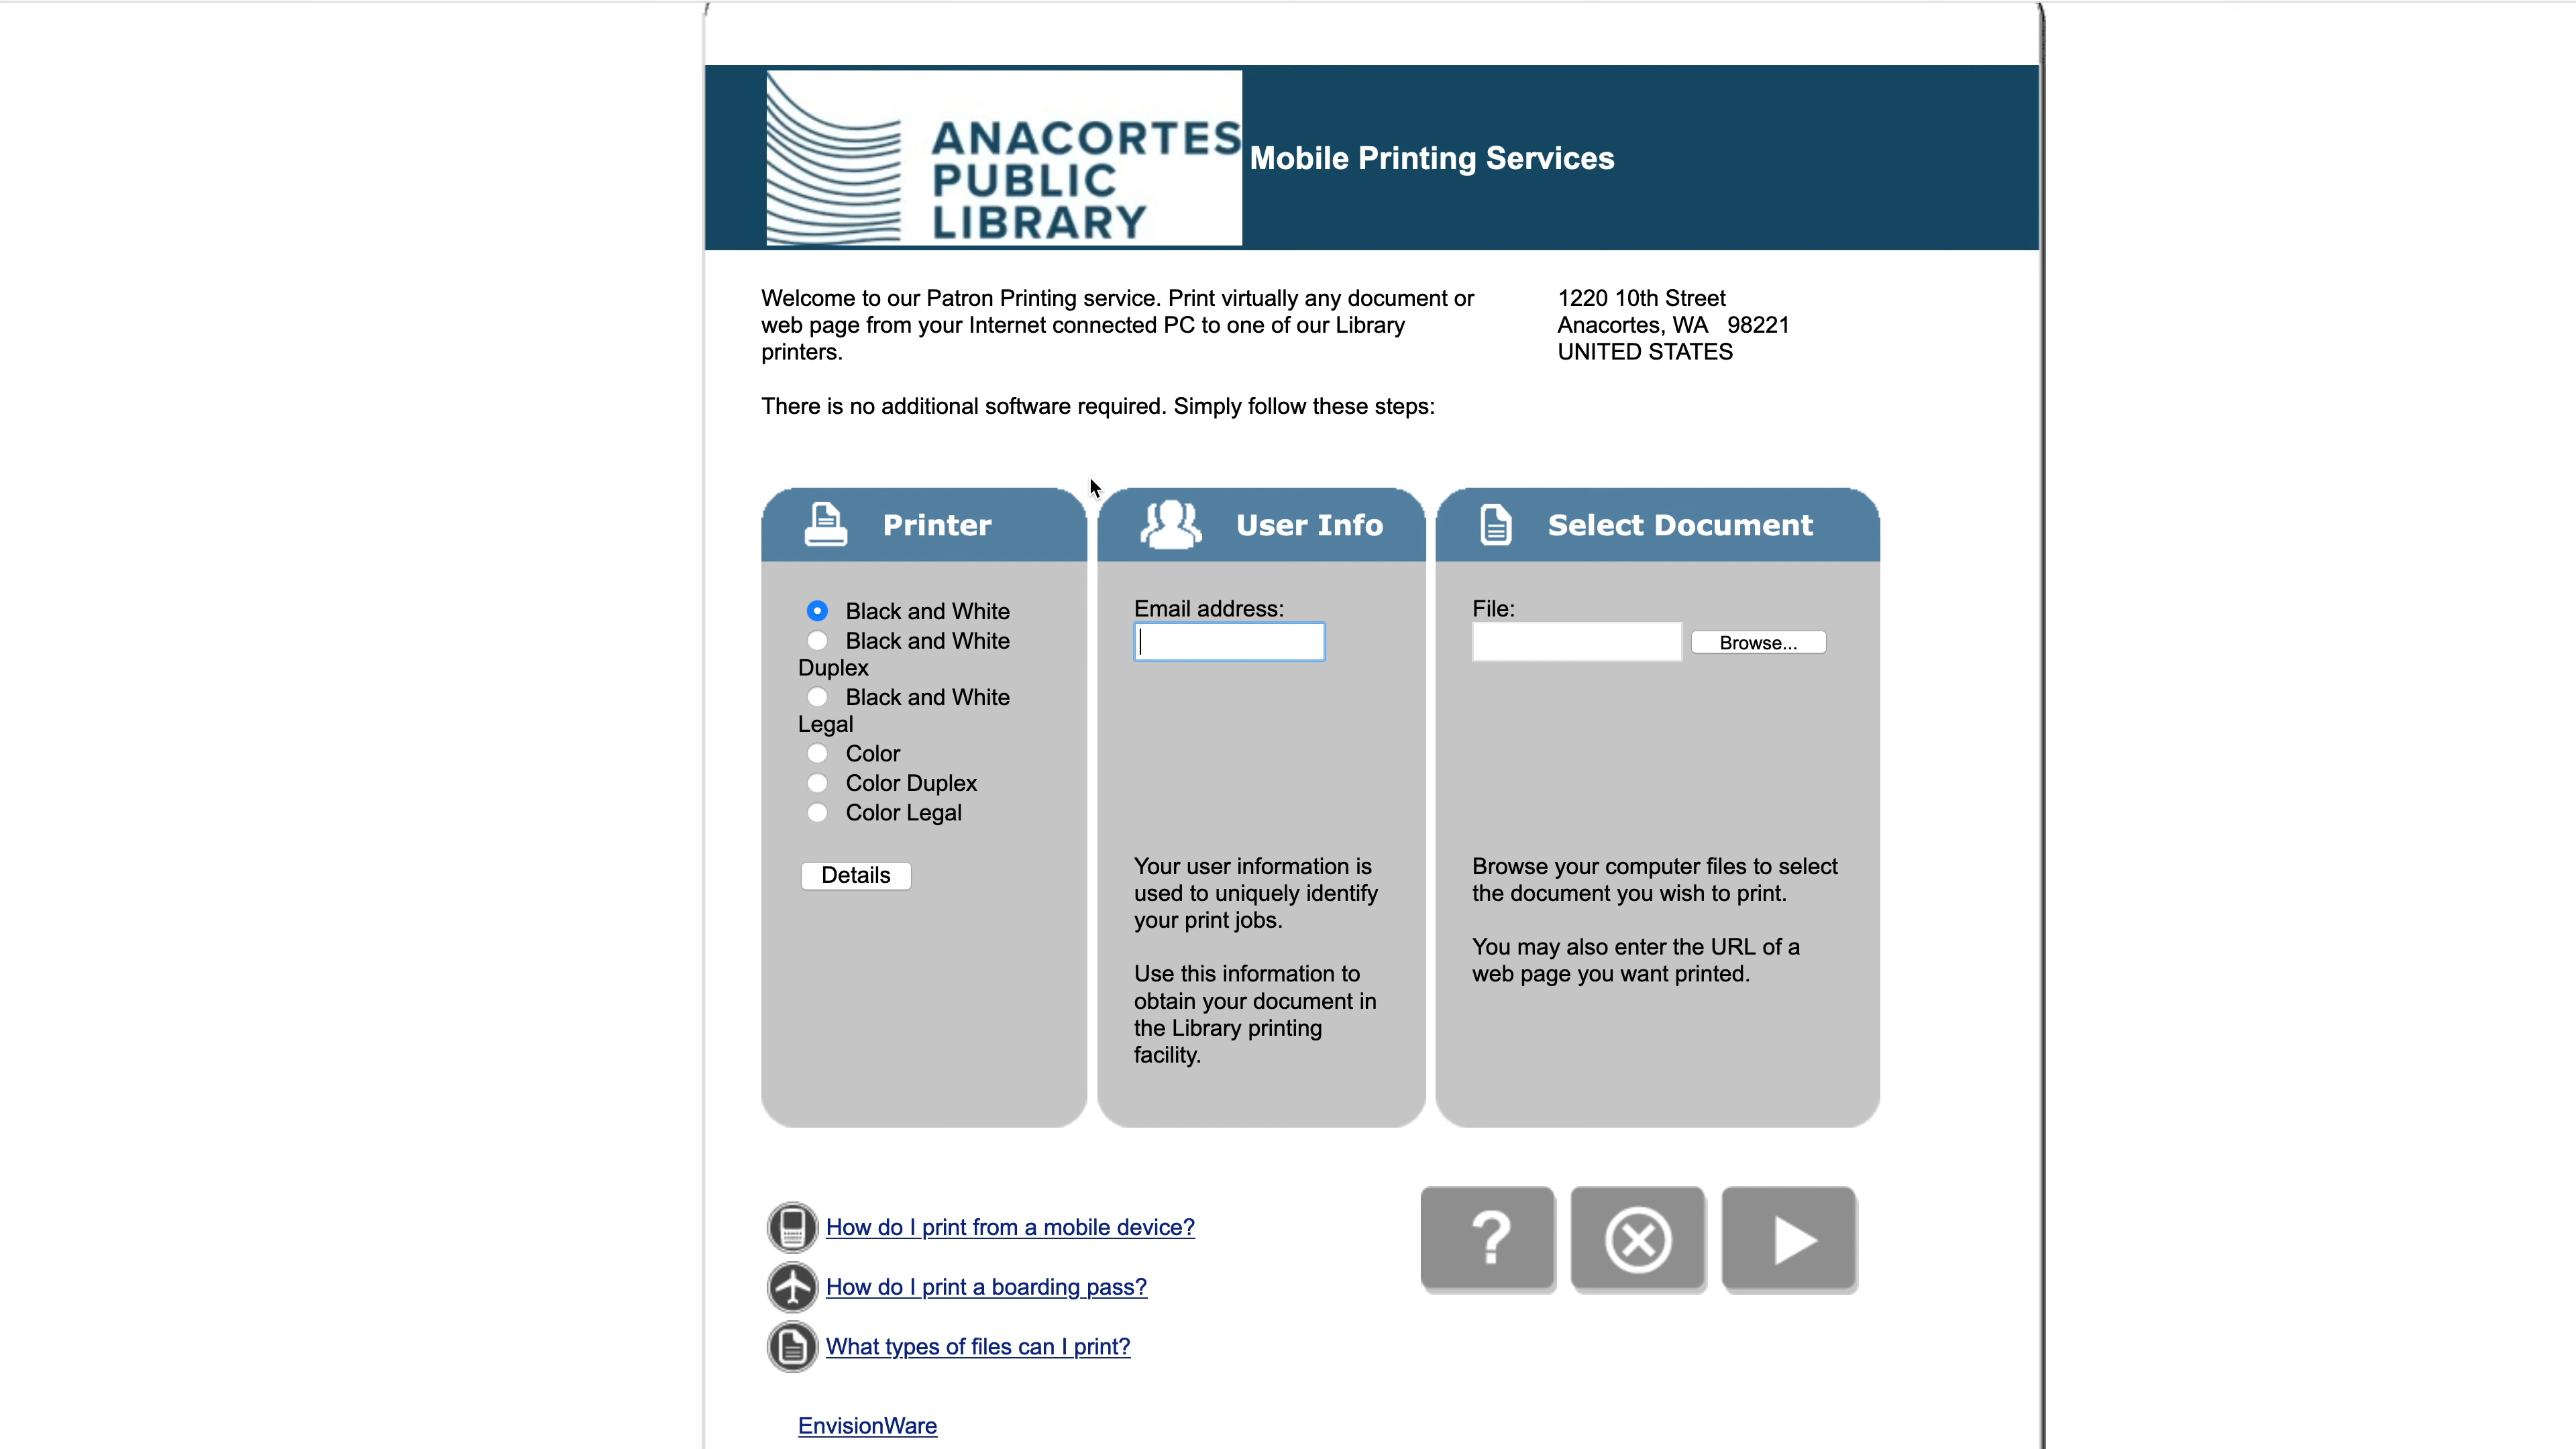 ANACORTES
PUBLIC
LIBRARY
Mobile Printing Services
Welcome to our Patron Printing service. Print virtually any document or
web page from your Internet connected PC to one of our Library
printers.
1220 10th Street
Anacortes, WA 98221
UNITED STATES
There is no additional software required. Simply follow these steps:
Printer
Black and White
Black and White
Duplex
Black and White
Legal
Color
Color Duplex
Color Legal
Details
User Info
Email address:
Your user information is
used to uniquely identify
your print jobs.
Use this information to
obtain your document in
the Library printing
facility.
Select Document
File:
Browse...
Browse your computer files to select
the document you wish to print.
You may also enter the URL of a
web page you want printed.
How do I print from a mobile device?
How do I print a boarding pass?
What types of files can I print?
?
EnvisionWare